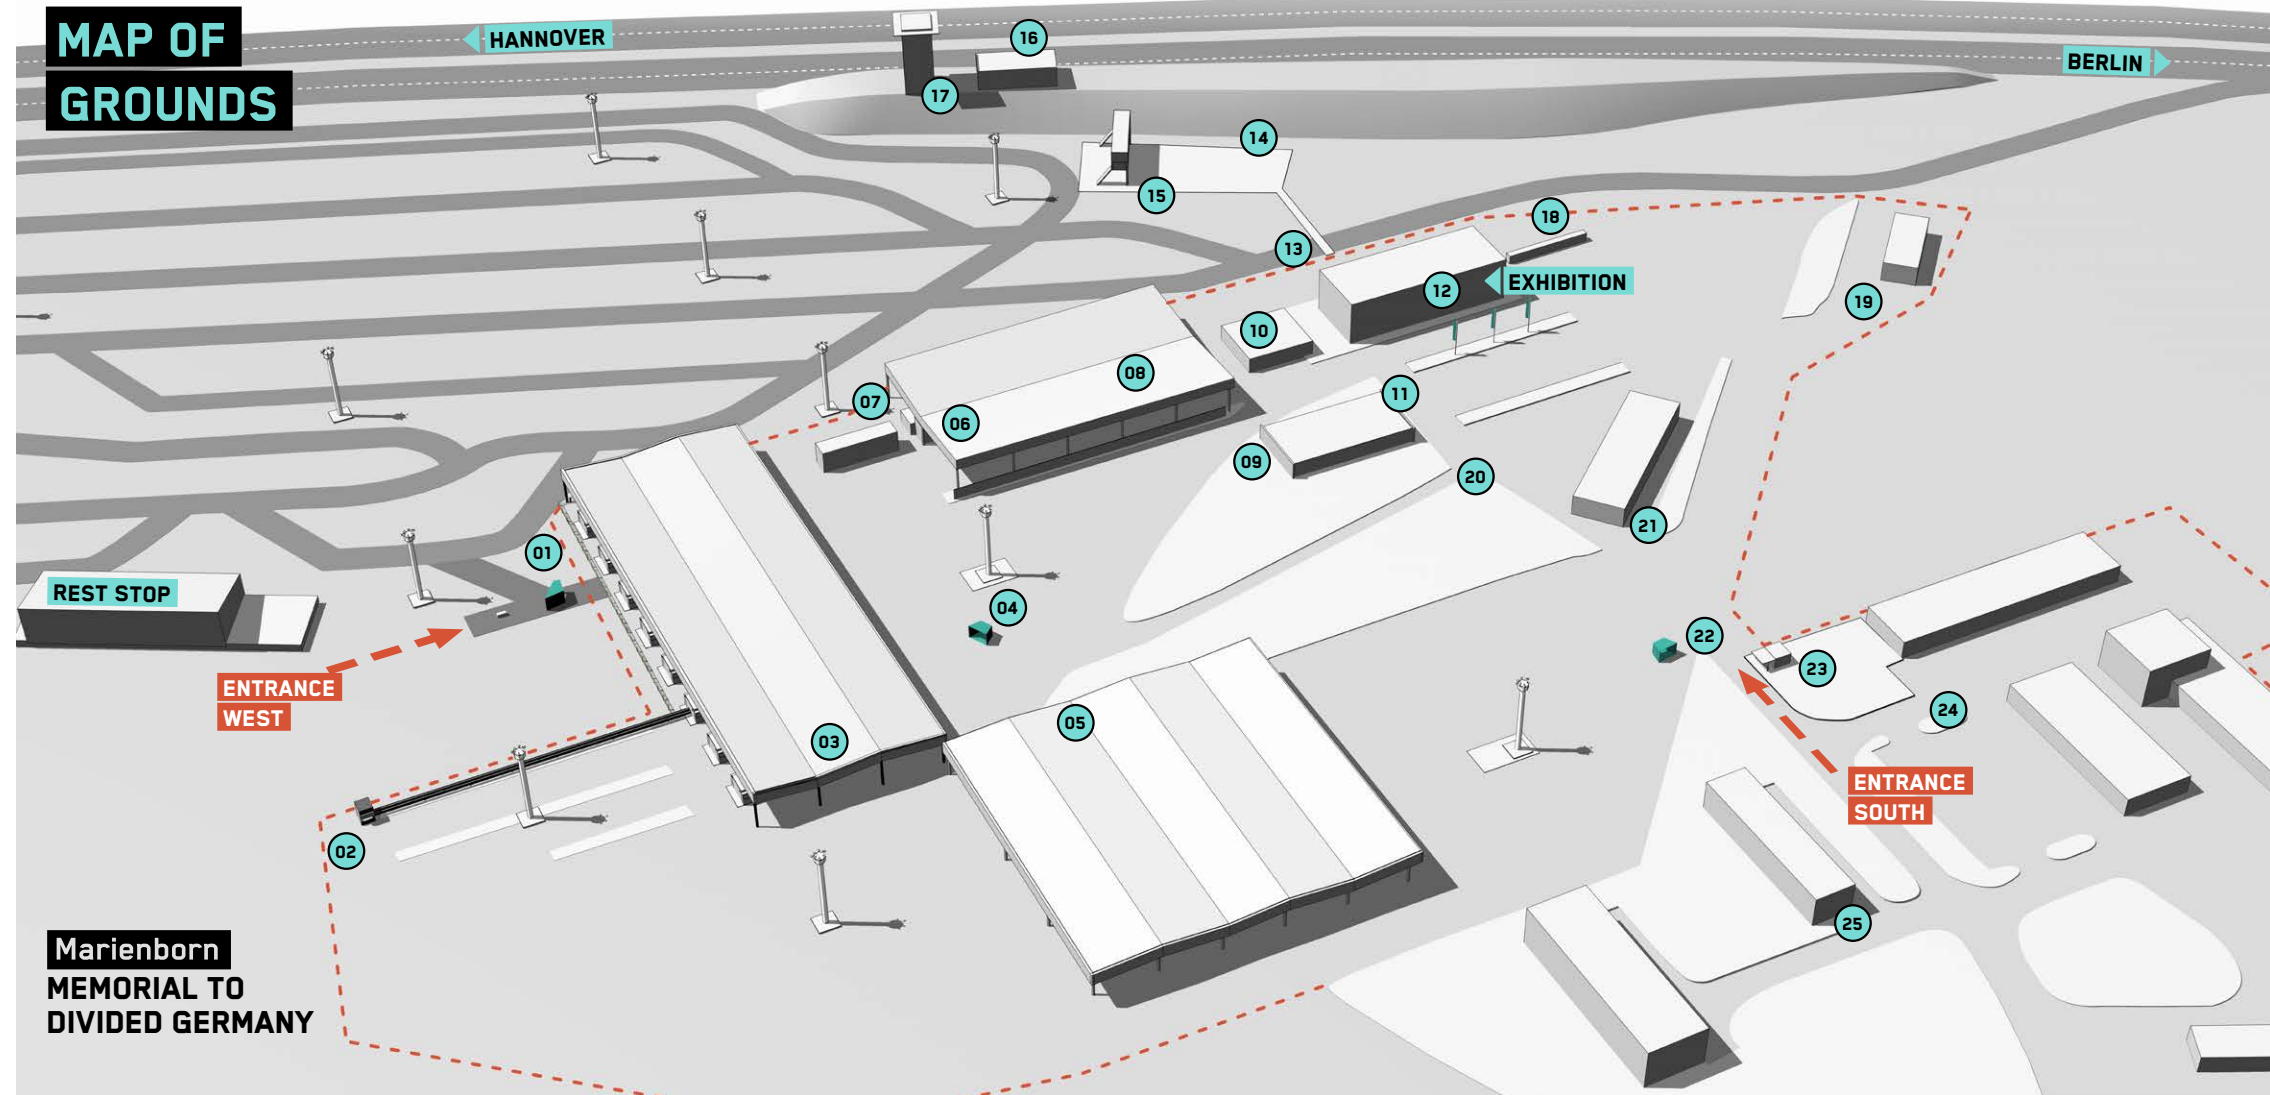 MAP OF
GROUNDS
HANNOVER
BERLIN
16
17
14
15
18
13
12
EXHIBITION
19
10
08
07
06
11
09
20
21
01
REST STOP
04
22
23
24
ENTRANCE
WEST
03
05
ENTRANCE
SOUTH
02
25
Marienborn
MEMORIAL TO
DIVIDED GERMANY